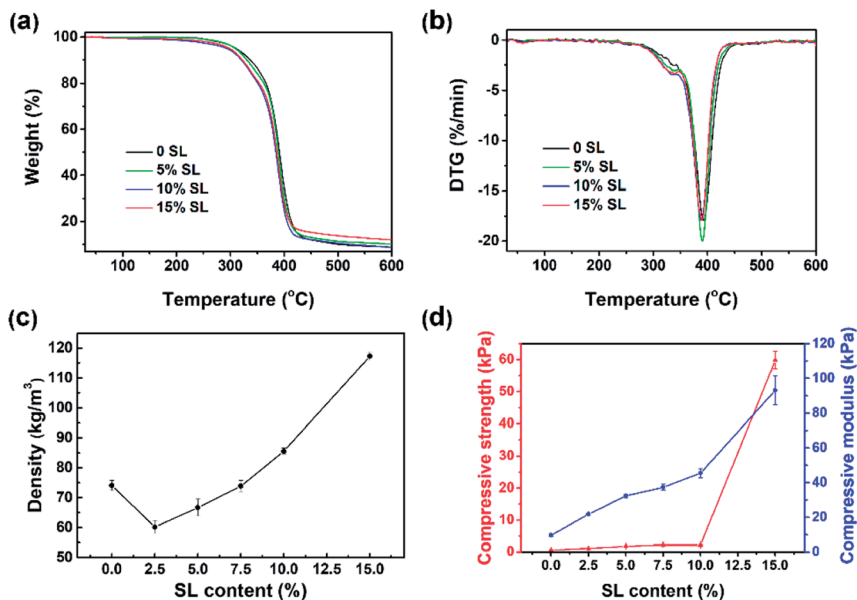 (a)
100
80
60
40
20
Weight (%)
0 SL
5% SL
10% SL
15% SL
100 200 300 400 500 600
Temperature (°C)
(b)
0
-5
-10
-15
-20
DTG (%/min)
0 SL
5% SL
10% SL
15% SL
100 200 300 400 500 600
Temperature (°C)
(c)
120
110
100
90
80
70
60
50
Density (kg/m³)
0.0 2.5 5.0 7.5 10.0 12.5 15.0
SL content (%)
(d)
Compressive strength (kPa)
60
50
40
30
20
10
6
4
2
0
120
100
80
60
40
20
0
Compressive modulus (kPa)
0.0 2.5 5.0 7.5 10.0 12.5 15.0
SL content (%)